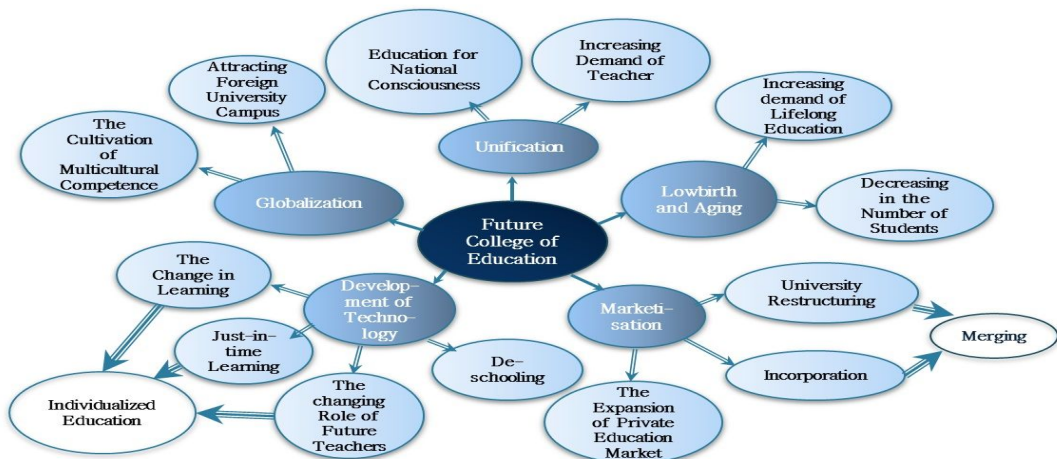 Education for
National
Consciousness
Increasing
Demand of
Teacher
Attracting
Foreign
University
Campus
Increasing
demand of
Lifelong
Education
The
Cultivation
of
Multicultural
Competence
Unification
Globalization
Lowbirth
and Aging
Decreasing
in the
Number of
Students
Future
College of
Education
The
Change in
Learning
Develop-
ment of
Techno-
logy
Marketi-
sation
University
Restructuring
Merging
Just-in-
time
Learning
De-
schooling
Incorporation
Individualized
Education
The
changing
Role of
Future
Teachers
The
Expansion
of Private
Education
Market